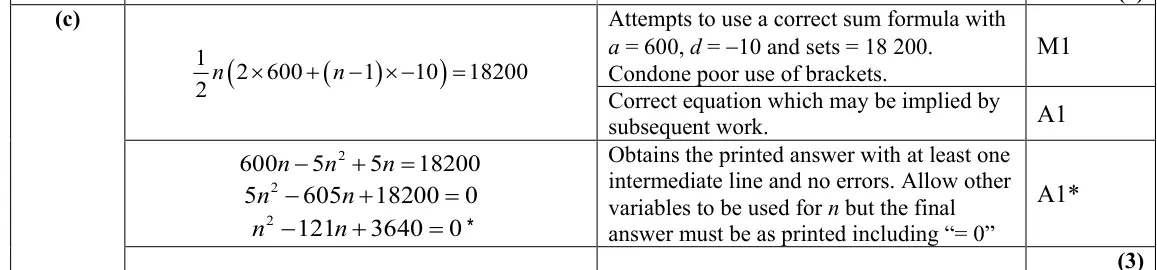 (c)
1/2 n(2×600+(n−1)×−10)=18200
Attempts to use a correct sum formula with
a = 600, d = –10 and sets = 18 200.
Condone poor use of brackets.
M1
Correct equation which may be implied by
subsequent work.
A1
600n−5n²+5n=18200
5n²−605n+18200=0
n²−121n+3640=0*
Obtains the printed answer with at least one
intermediate line and no errors. Allow other
variables to be used for n but the final
answer must be as printed including “= 0”
A1*
(3)